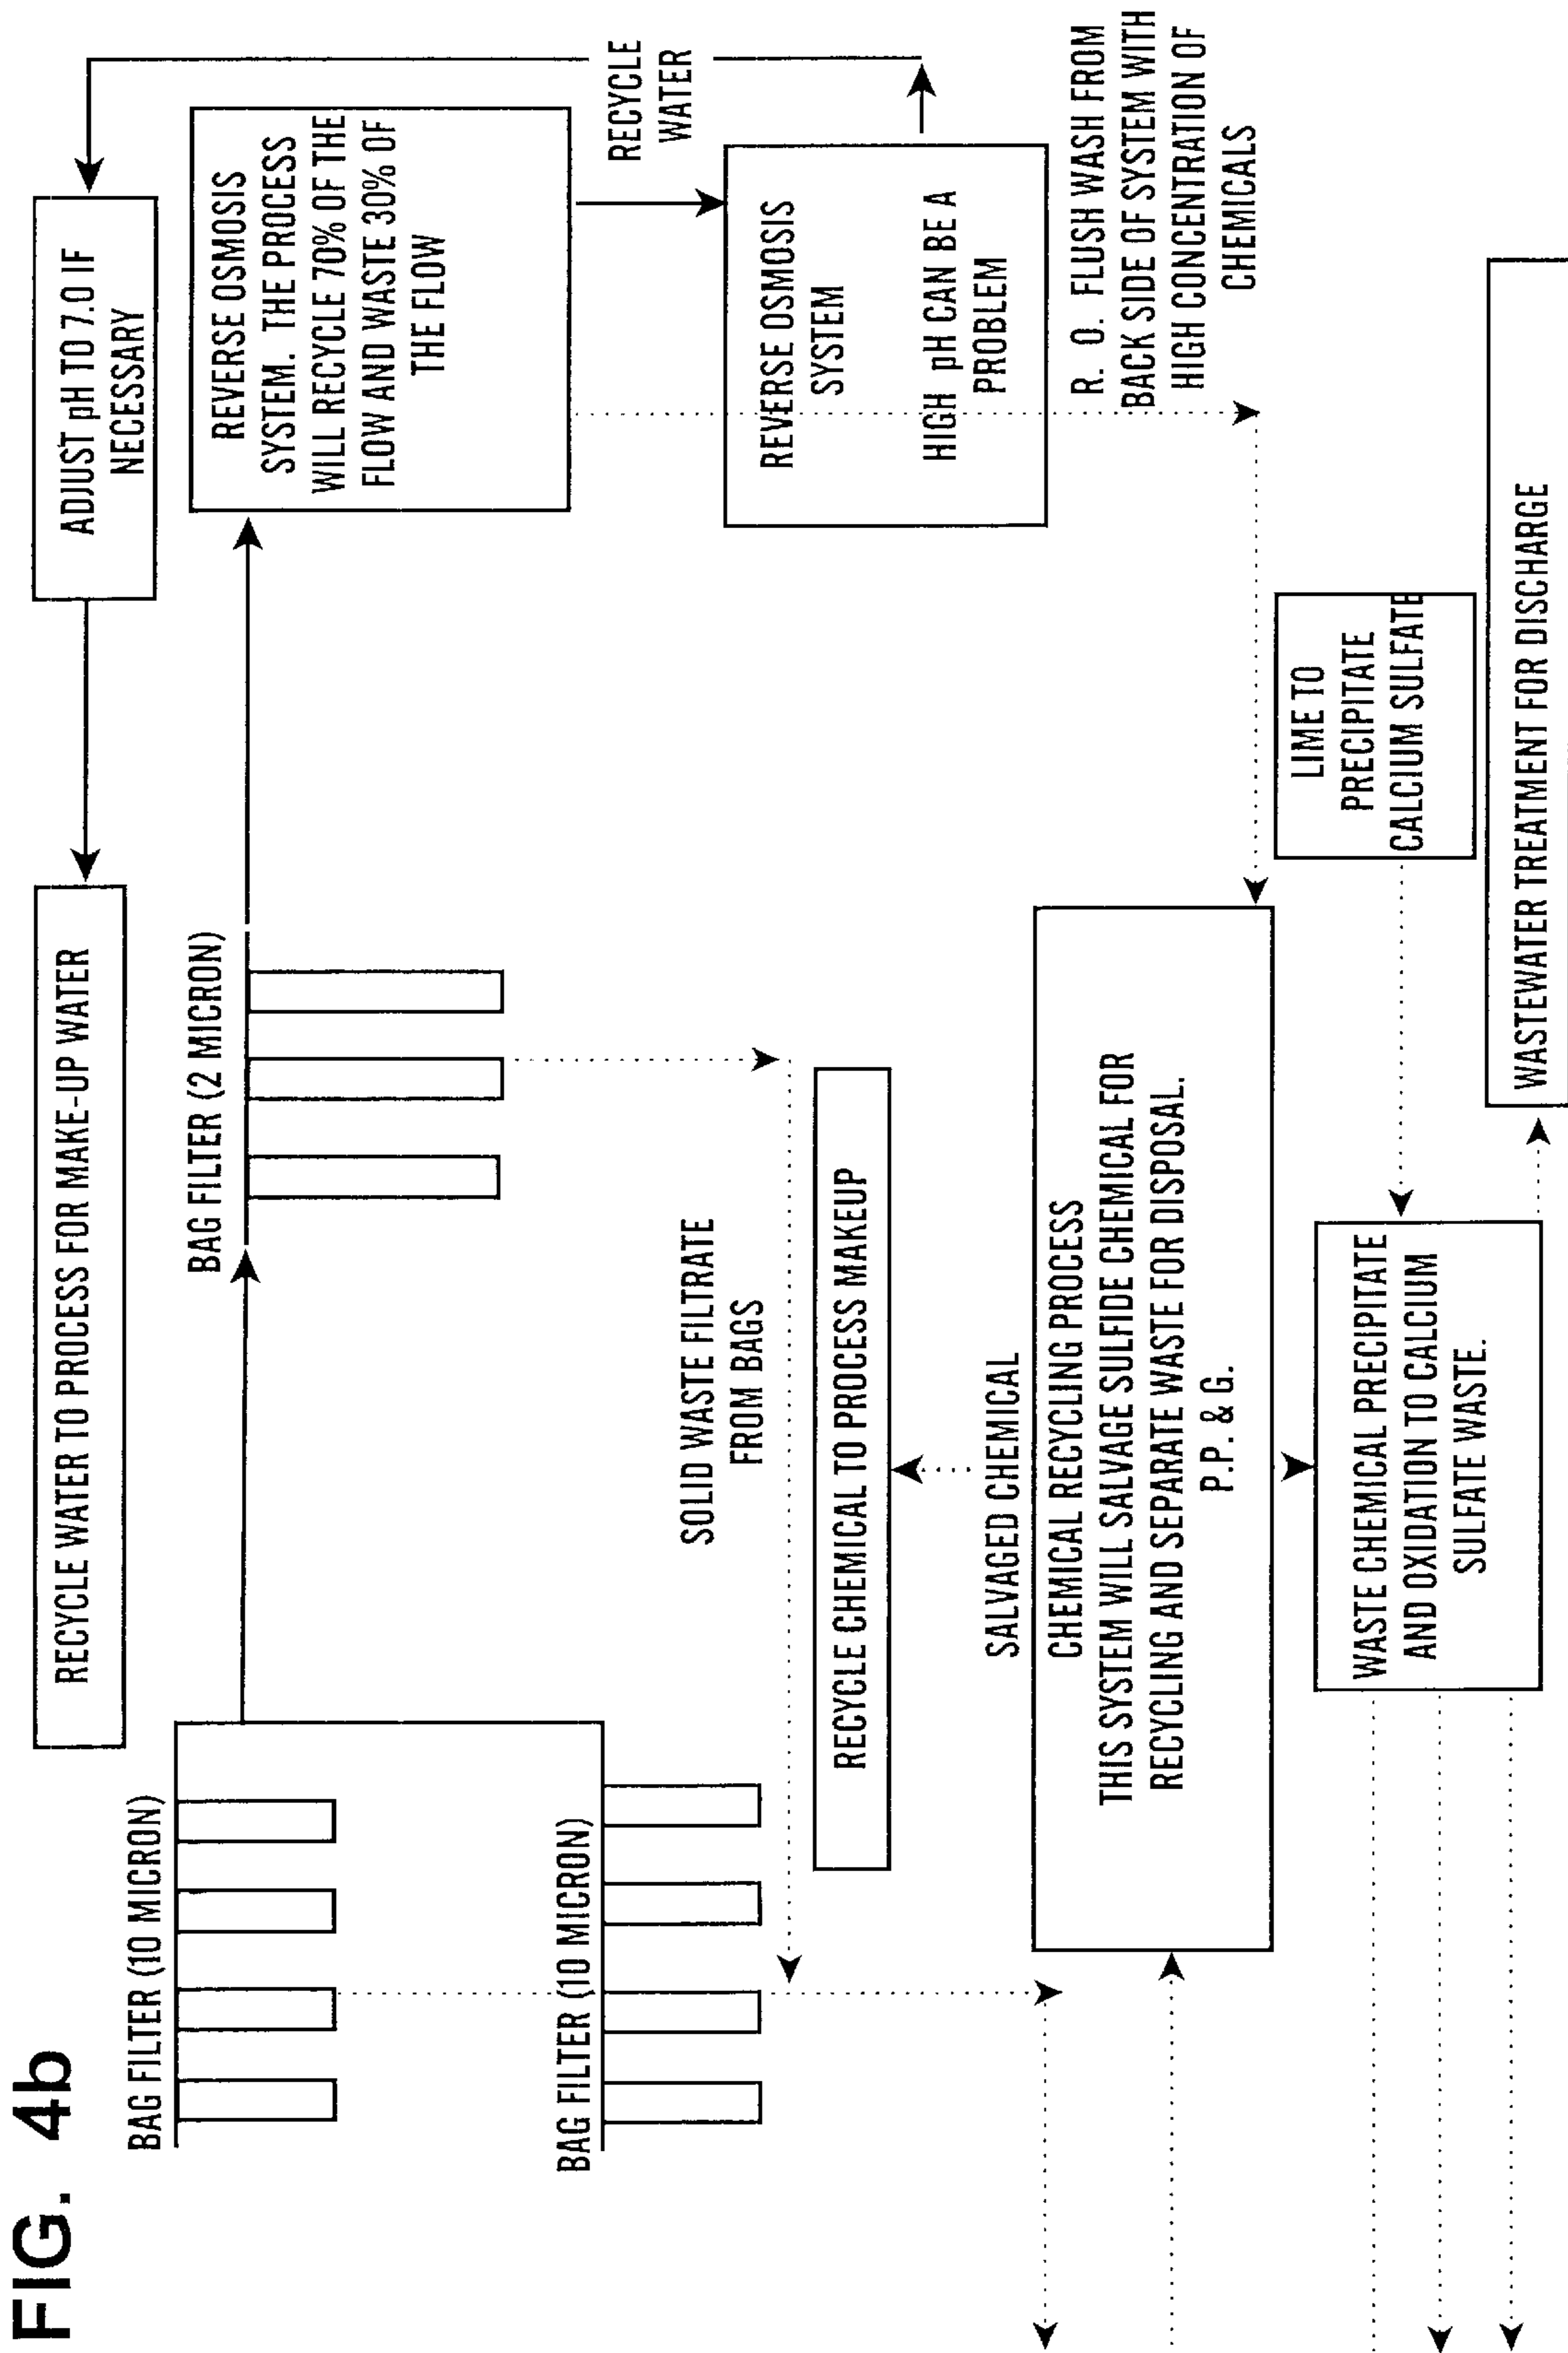 FIG. 4b
RECYCLE WATER TO PROCESS FOR MAKE-UP WATER
ADJUST pH TO 7.0 IF
NECESSARY
BAG FILTER (10 MICRON)
BAG FILTER (2 MICRON)
REVERSE OSMOSIS
SYSTEM. THE PROCESS
WILL RECYCLE 70% OF THE
FLOW AND WASTE 30% OF
THE FLOW
RECYCLE
WATER
BAG FILTER (10 MICRON)
SOLID WASTE FILTRATE
FROM BAGS
REVERSE OSMOSIS
SYSTEM
HIGH pH CAN BE A
PROBLEM
RECYCLE CHEMICAL TO PROCESS MAKEUP
SALVAGED CHEMICAL
R. O. FLUSH WASH FROM
BACK SIDE OF SYSTEM WITH
HIGH CONCENTRATION OF
CHEMICALS
CHEMICAL RECYCLING PROCESS
THIS SYSTEM WILL SALVAGE SULFIDE CHEMICAL FOR
RECYCLING AND SEPARATE WASTE FOR DISPOSAL.
P.P. & G.
LIME TO
PRECIPITATE
CALCIUM SULFATE
WASTE CHEMICAL PRECIPITATE
AND OXIDATION TO CALCIUM
SULFATE WASTE.
WASTEWATER TREATMENT FOR DISCHARGE